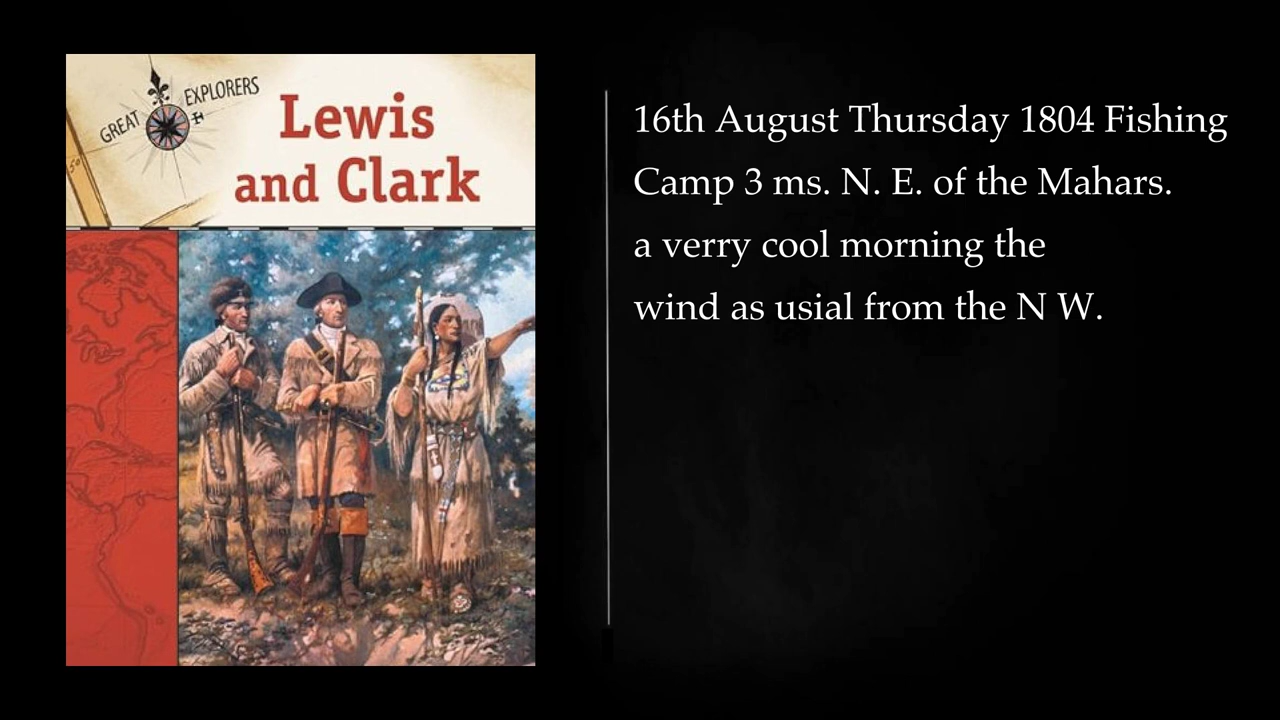 GREAT EXPLORERS
Lewis
and Clark
16th August Thursday 1804 Fishing
Camp 3 ms. N. E. of the Mahars.
a verry cool morning the
wind as usial from the N W.